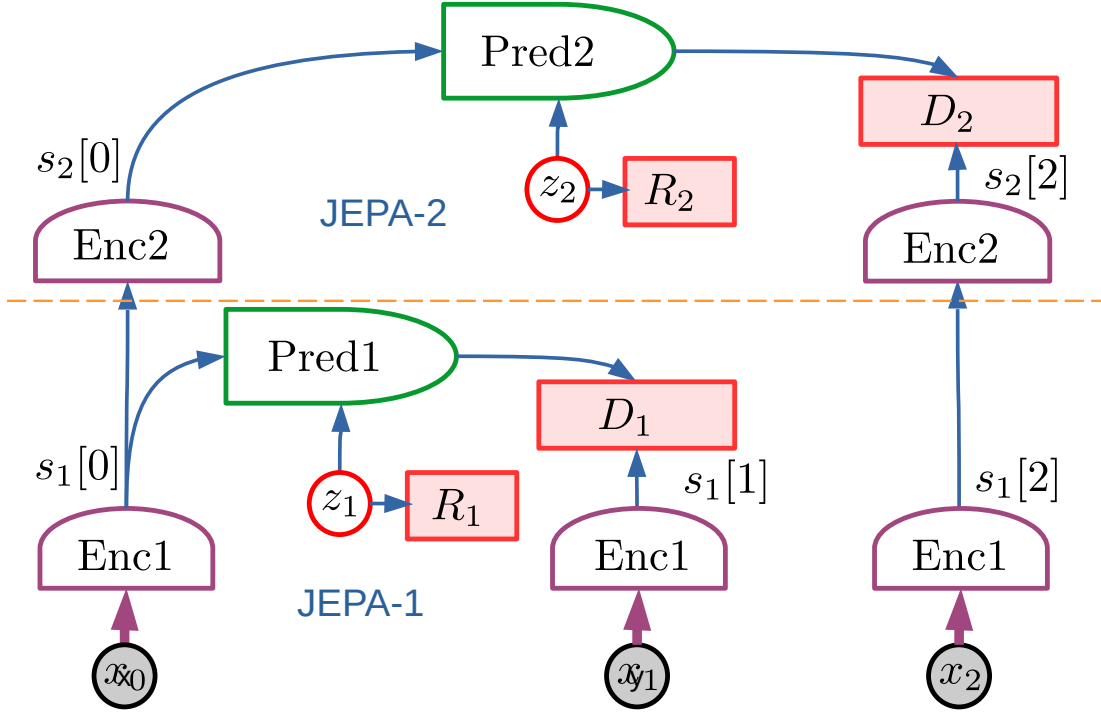 Pred2
D₂
s₂[0]
z₂
R₂
s₂[2]
JEPA-2
Enc2
Enc2
Pred1
D₁
s₁[0]
z₁
R₁
s₁[1]
s₁[2]
Enc1
Enc1
Enc1
JEPA-1
x₀
x₁
x₂